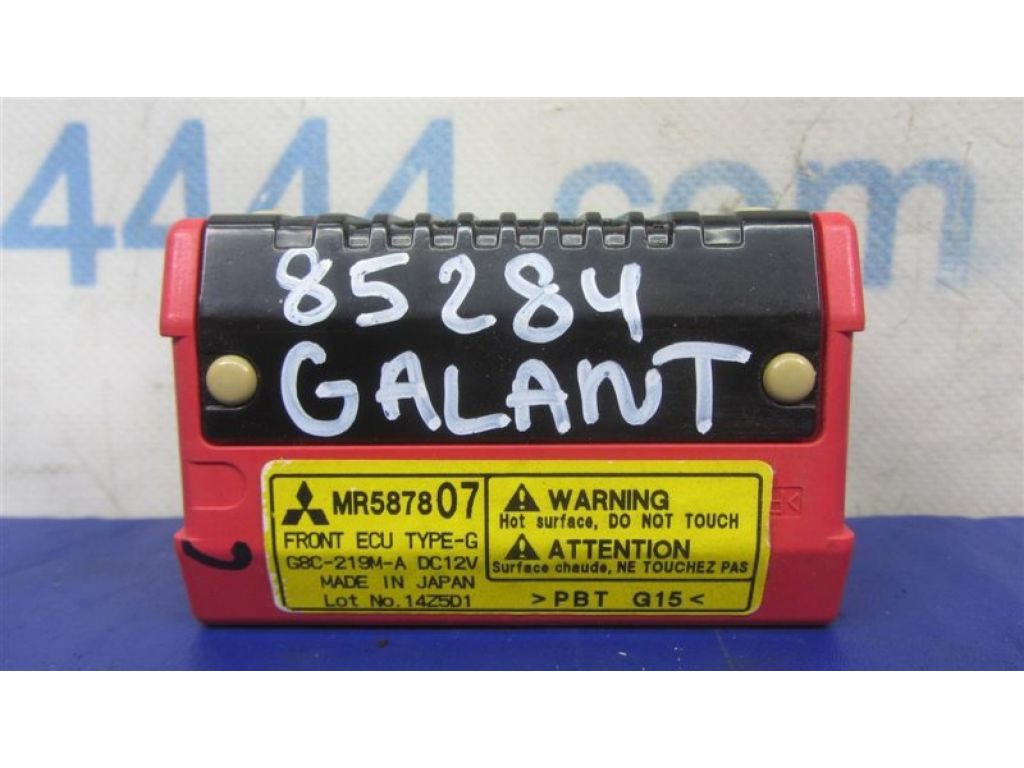 4444.com
85284
GALANT
MR587807
FRONT ECU TYPE-G
G8C-219M-A DC12V
MADE IN JAPAN
Lot No.14Z5D1
WARNING
Hot surface, DO NOT TOUCH
ATTENTION
Surface chaude, NE TOUCHEZ PAS
>PBT G15<